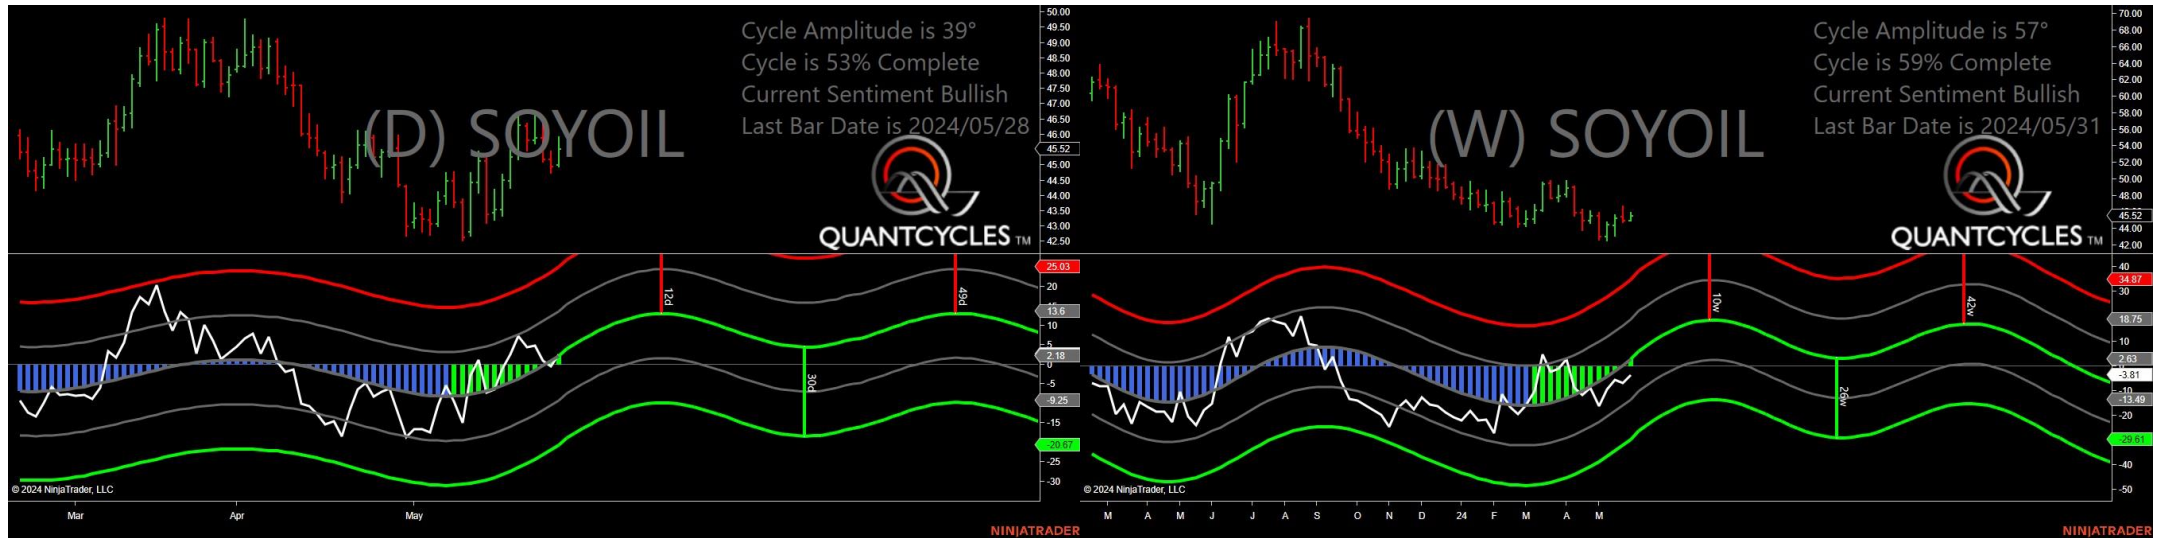 Cycle Amplitude is 39°
Cycle is 53% Complete
Current Sentiment Bullish
Last Bar Date is 2024/05/28
(D) SOYOIL
QUANTCYCLES TM
50.00
49.50
49.00
48.50
48.00
47.50
47.00
46.50
46.00
45.52
45.00
44.50
44.00
43.50
43.00
42.50
25.03
20
13.6
10
5
2.18
0
-5
-9.25
-15
-20.67
-25
-30
12d
30d
49d
© 2024 NinjaTrader, LLC
Mar Apr May
NINJATRADER
Cycle Amplitude is 57°
Cycle is 59% Complete
Current Sentiment Bullish
Last Bar Date is 2024/05/31
(W) SOYOIL
QUANTCYCLES TM
70.00
68.00
66.00
64.00
62.00
60.00
58.00
56.00
54.00
52.00
50.00
48.00
45.52
44.00
42.00
40
34.87
30
18.75
10
2.63
-3.81
-10
-13.49
-20
-29.61
-40
-50
10w
26w
42w
© 2024 NinjaTrader, LLC
M A M J J A S O N D 24 F M A M
NINJATRADER